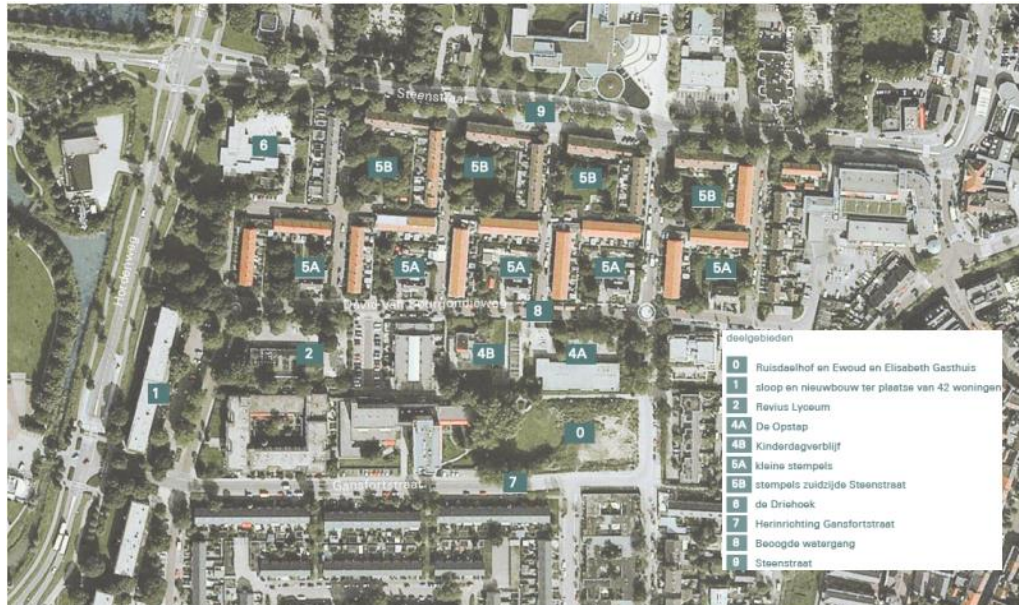 Steenstraat
9
6
5B
5B
5B
5B
Hordenweg
5A
5A
5A
5A
5A
8
2
4B
4A
1
0
Gansfortstraat
7
deelgebieden
0 Ruisdaelhof en Ewoud en Elisabeth Gasthuis
1 sloop en nieuwbouw ter plaatse van 42 woningen
2 Revius Lyceum
4A De Opstap
4B Kinderdagverblijf
5A kleine stempels
5B stempels zuidzijde Steenstraat
6 de Driehoek
7 Herinrichting Gansfortstraat
8 Beoogde watergang
9 Steenstraat